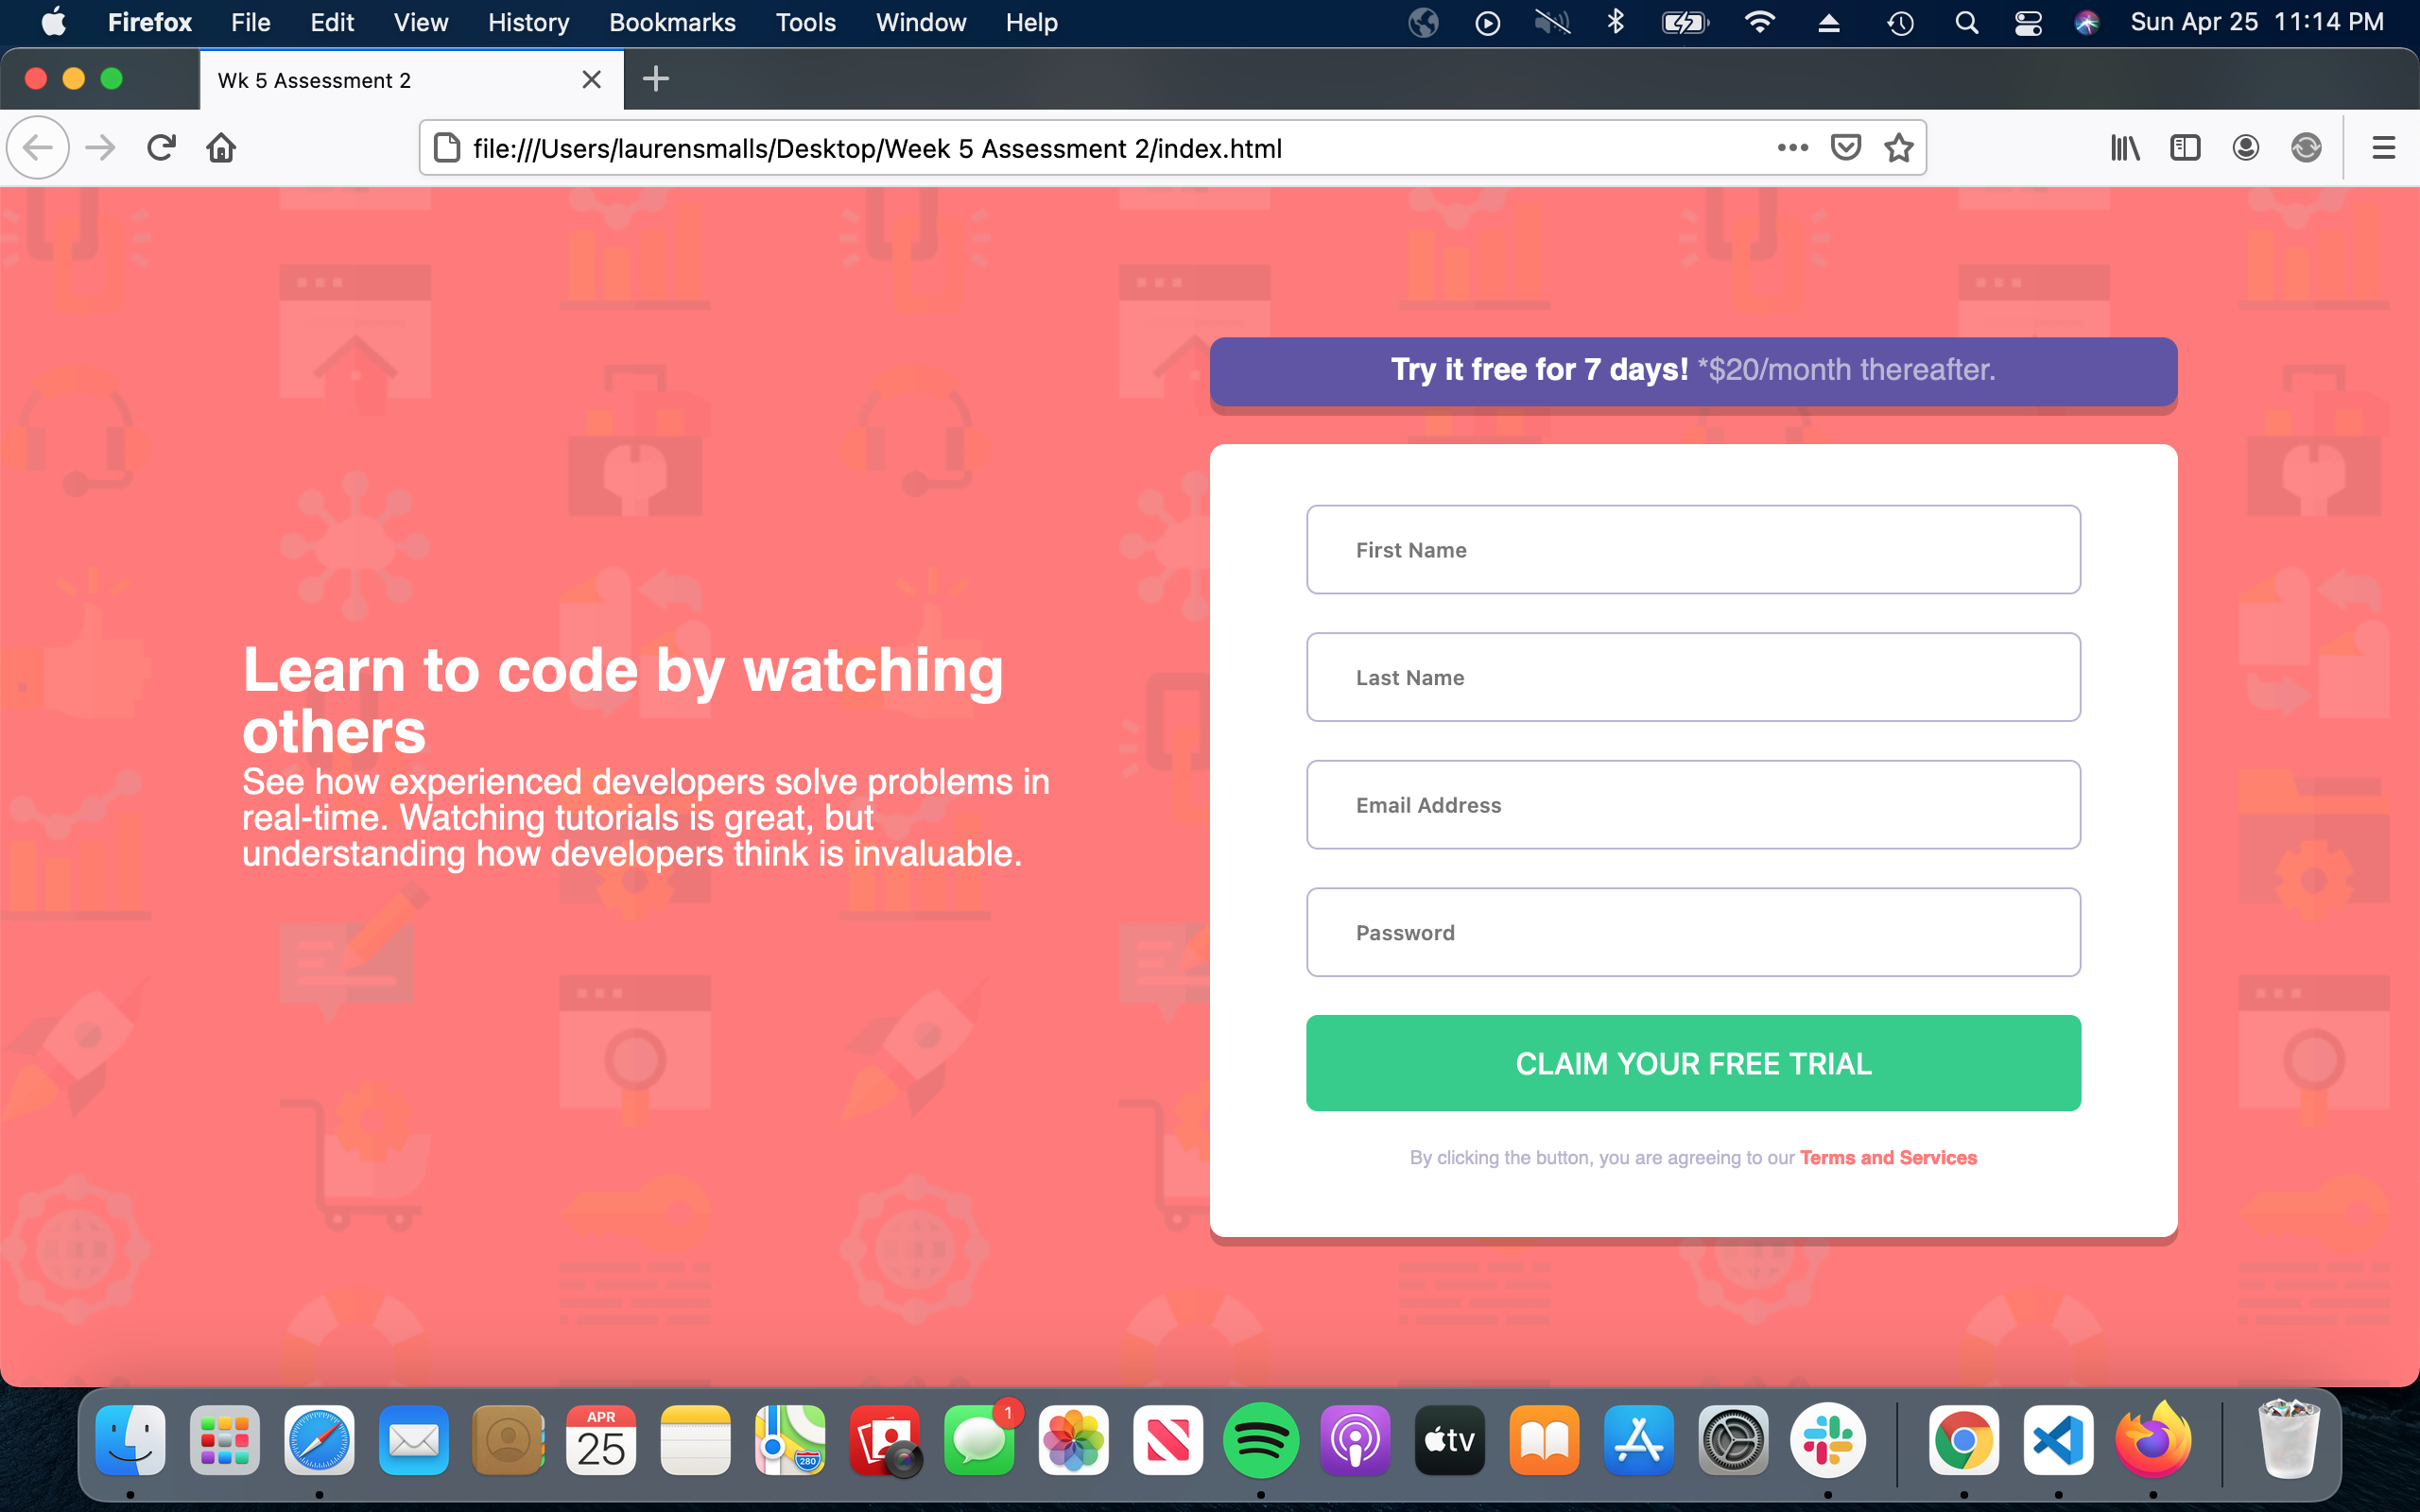 Firefox File Edit View History Bookmarks Tools Window Help Sun Apr 25 11:14 PM
Wk 5 Assessment 2
file:///Users/laurensmalls/Desktop/Week 5 Assessment 2/index.html
Try it free for 7 days! *$20/month thereafter.
First Name
Last Name
Learn to code by watching
others
See how experienced developers solve problems in
real-time. Watching tutorials is great, but
understanding how developers think is invaluable.
Email Address
Password
CLAIM YOUR FREE TRIAL
By clicking the button, you are agreeing to our Terms and Services
APR
25
280
1
tv